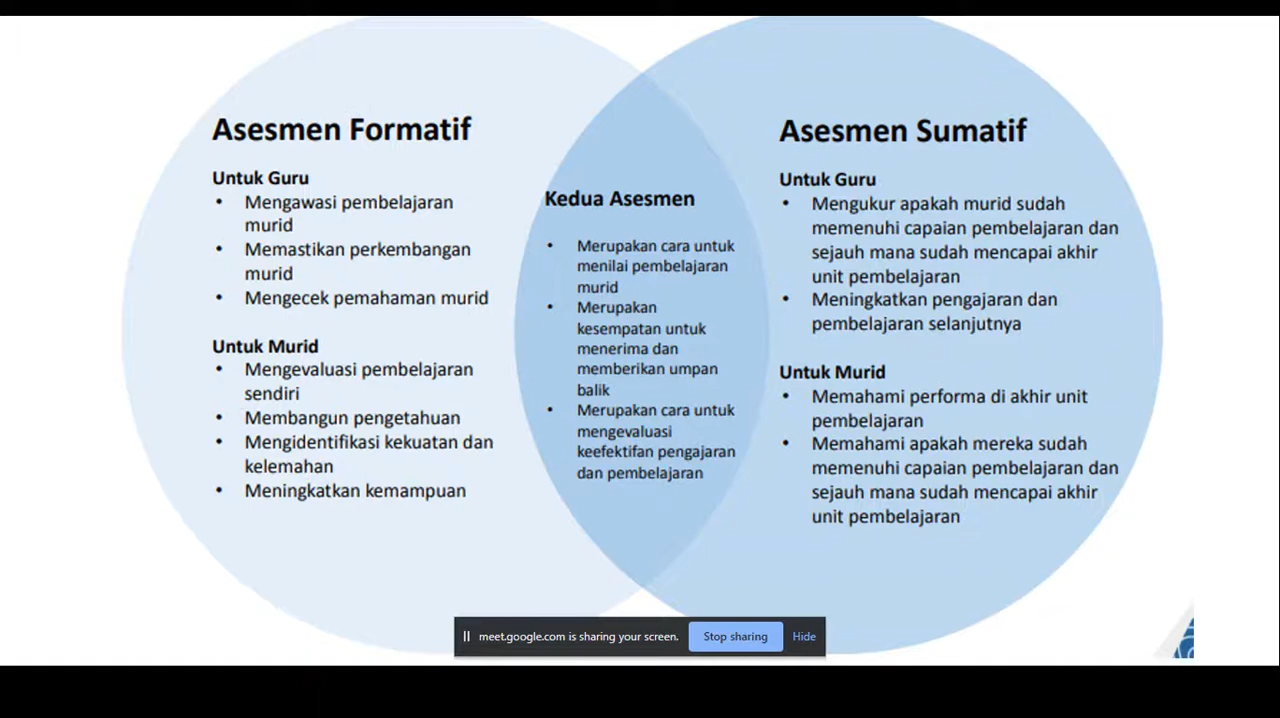 Asesmen Formatif
Untuk Guru
• Mengawasi pembelajaran
murid
• Memastikan perkembangan
murid
• Mengecek pemahaman murid
Untuk Murid
• Mengevaluasi pembelajaran
sendiri
• Membangun pengetahuan
• Mengidentifikasi kekuatan dan
kelemahan
• Meningkatkan kemampuan
Kedua Asesmen
• Merupakan cara untuk
menilai pembelajaran
murid
• Merupakan
kesempatan untuk
menerima dan
memberikan umpan
balik
• Merupakan cara untuk
mengevaluasi
keefektifan pengajaran
dan pembelajaran
Asesmen Sumatif
Untuk Guru
• Mengukur apakah murid sudah
memenuhi capaian pembelajaran dan
sejauh mana sudah mencapai akhir
unit pembelajaran
• Meningkatkan pengajaran dan
pembelajaran selanjutnya
Untuk Murid
• Memahami performa di akhir unit
pembelajaran
• Memahami apakah mereka sudah
memenuhi capaian pembelajaran dan
sejauh mana sudah mencapai akhir
unit pembelajaran
meet.google.com is sharing your screen. Stop sharing Hide